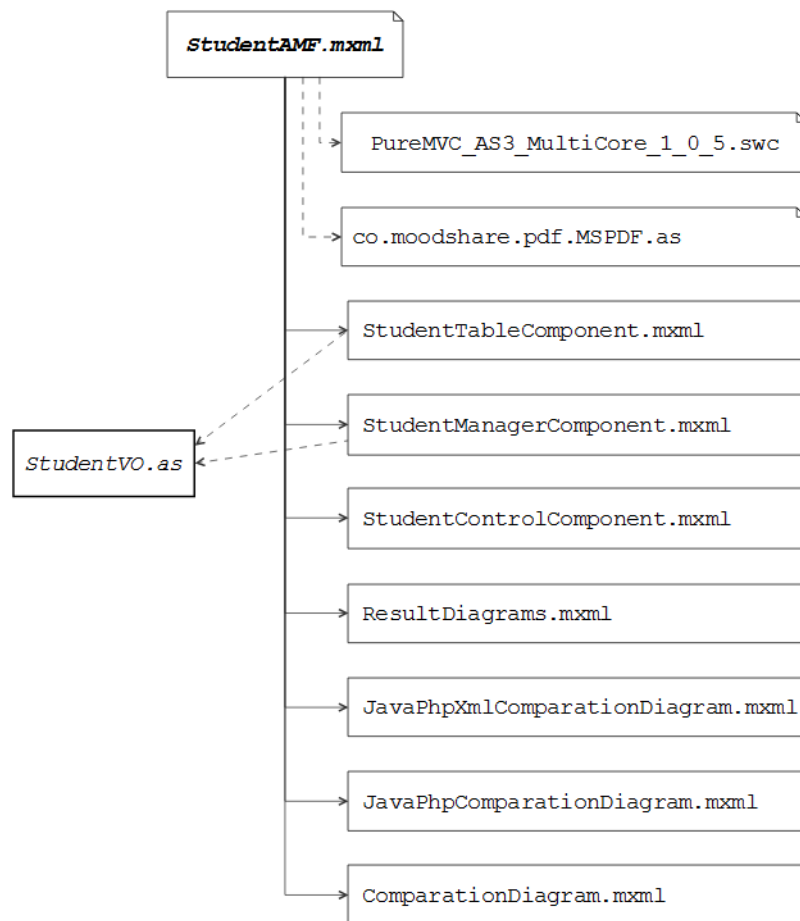 StudentAMF.mxml
PureMVC_AS3_MultiCore_1_0_5.swc
co.moodshare.pdf.MSPDF.as
StudentTableComponent.mxml
StudentManagerComponent.mxml
StudentVO.as
StudentControlComponent.mxml
ResultDiagrams.mxml
JavaPhpXmlComparationDiagram.mxml
JavaPhpComparationDiagram.mxml
ComparationDiagram.mxml